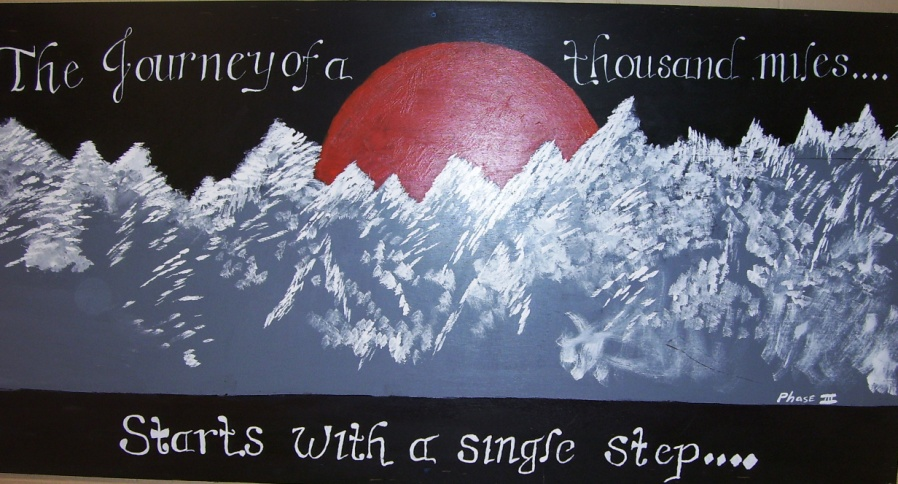 The Journey of a thousand miles....
Phase III
Starts with a single step....